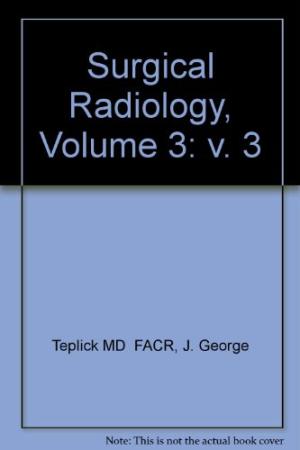 Surgical
Radiology,
Volume 3: v. 3
Teplick MD  FACR, J. George
Note: This is not the actual book cover